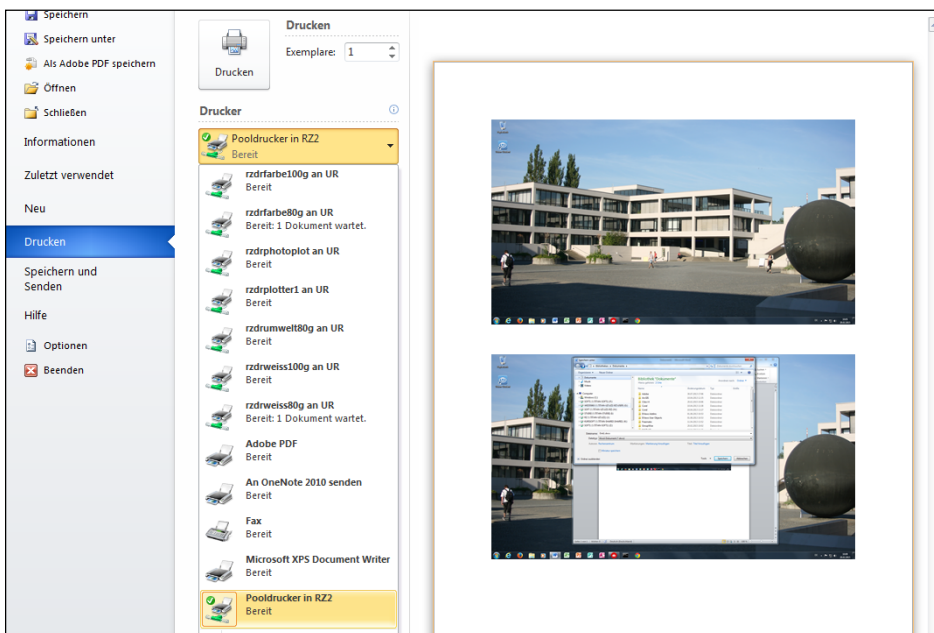 Speichern
Speichern unter
Als Adobe PDF speichern
Öffnen
Schließen
Informationen
Zuletzt verwendet
Neu
Drucken
Speichern und
Senden
Hilfe
Optionen
Beenden
Drucken
Drucken
Exemplare: 1
Drucker
Pooldrucker in RZ2
Bereit
rzdrfarbe100g an UR
Bereit
rzdrfarbe80g an UR
Bereit: 1 Dokument wartet.
rzdrphotoplot an UR
Bereit
rzdrplotter1 an UR
Bereit
rzdrumwelt80g an UR
Bereit
rzdrweiss100g an UR
Bereit
rzdrweiss80g an UR
Bereit: 1 Dokument wartet.
Adobe PDF
Bereit
An OneNote 2010 senden
Bereit
Fax
Bereit
Microsoft XPS Document Writer
Bereit
Pooldrucker in RZ2
Bereit